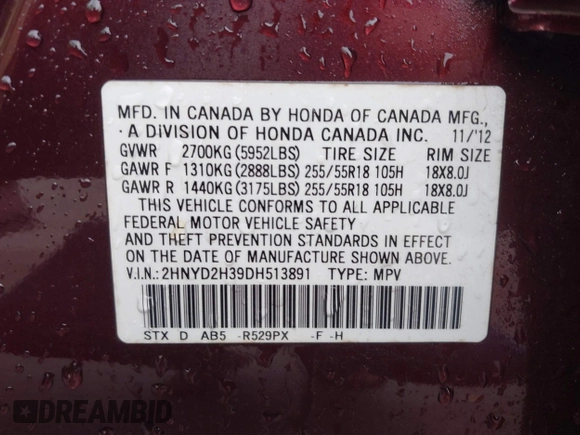 MFD. IN CANADA BY HONDA OF CANADA MFG.,
A DIVISION OF HONDA CANADA INC. 11/'12
GVWR 2700KG(5952LBS) TIRE SIZE RIM SIZE
GAWR F 1310KG(2888LBS) 255/55R18 105H 18X8.0J
GAWR R 1440KG(3175LBS) 255/55R18 105H 18X8.0J
THIS VEHICLE CONFORMS TO ALL APPLICABLE
FEDERAL MOTOR VEHICLE SAFETY
AND THEFT PREVENTION STANDARDS IN EFFECT
ON THE DATE OF MANUFACTURE SHOWN ABOVE.
V.I.N.: 2HNYD2H39DH513891 TYPE: MPV
STX D AB5 -R529PX -F -H
DREAMBID